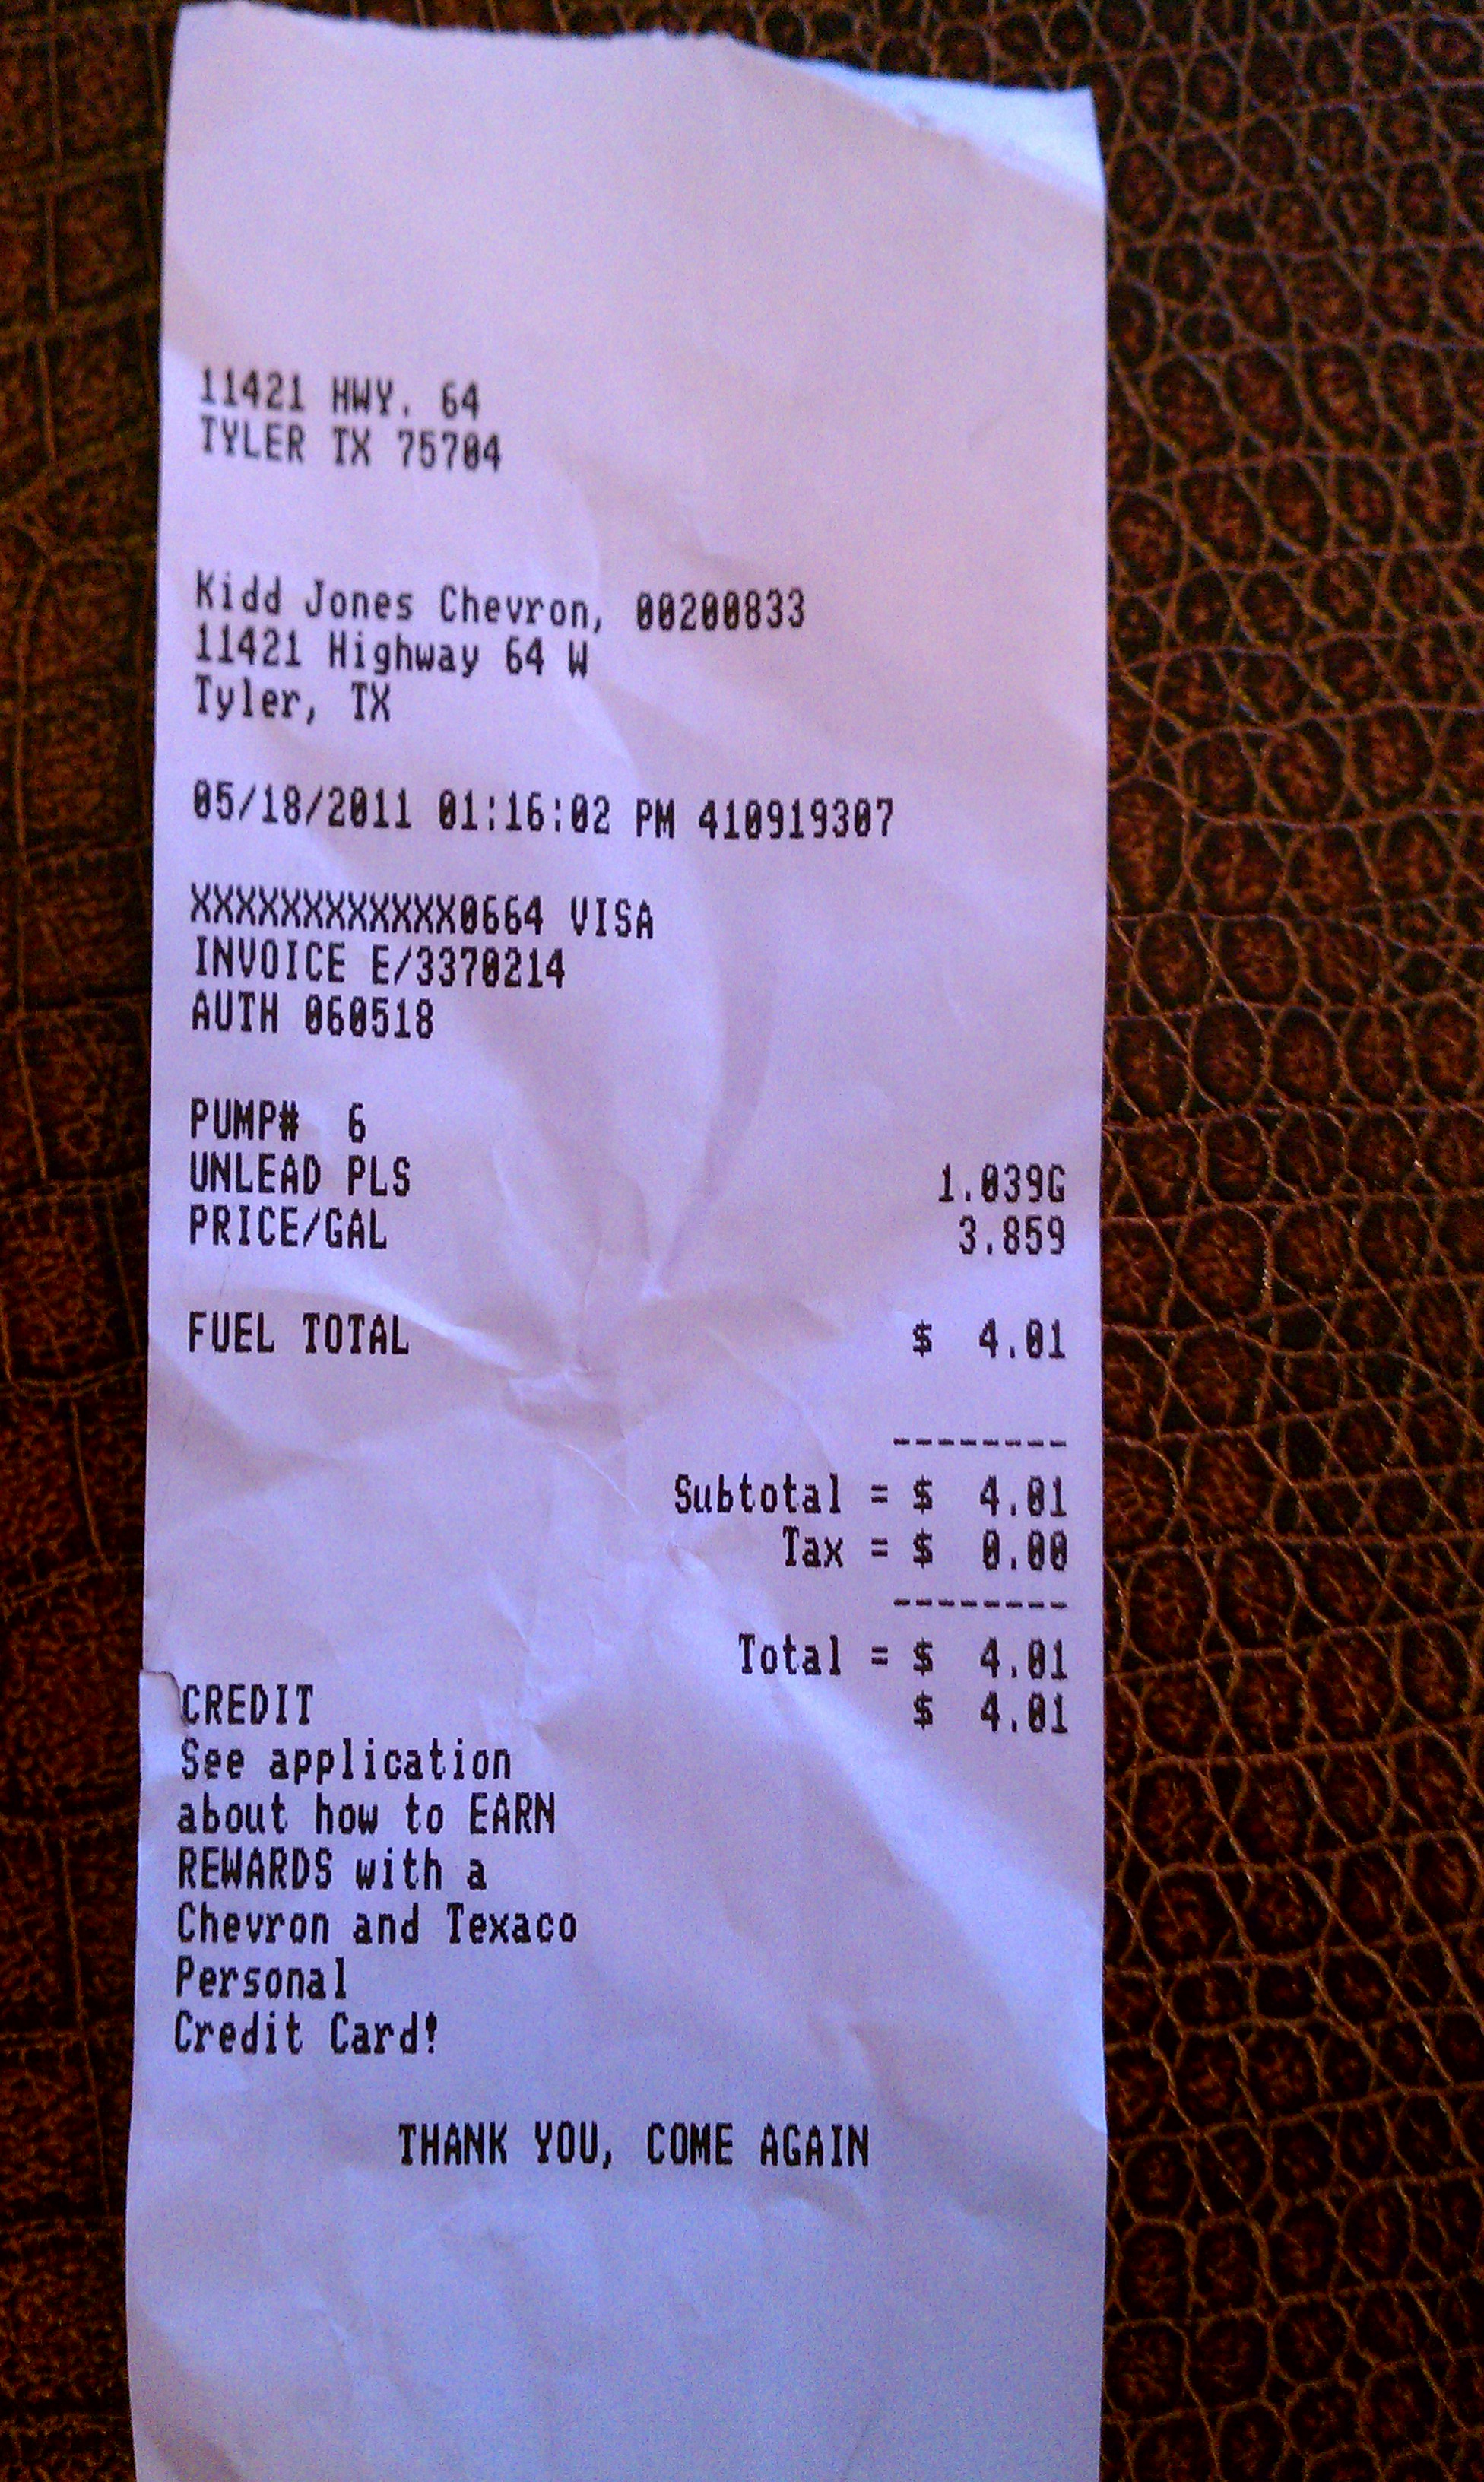 11421 HWY. 64
TYLER TX 75704
Kidd Jones Chevron, 00200833
11421 Highway 64 W
Tyler, TX
05/18/2011 01:16:02 PM 410919307
XXXXXXXXXXXX0664 VISA
INVOICE E/3370214
AUTH 060518
PUMP# 6
UNLEAD PLS 1.039G
PRICE/GAL 3.859
FUEL TOTAL $ 4.01
--------
Subtotal = $ 4.01
Tax = $ 0.00
--------
Total = $ 4.01
CREDIT $ 4.01
See application
about how to EARN
REWARDS with a
Chevron and Texaco
Personal
Credit Card!
THANK YOU, COME AGAIN